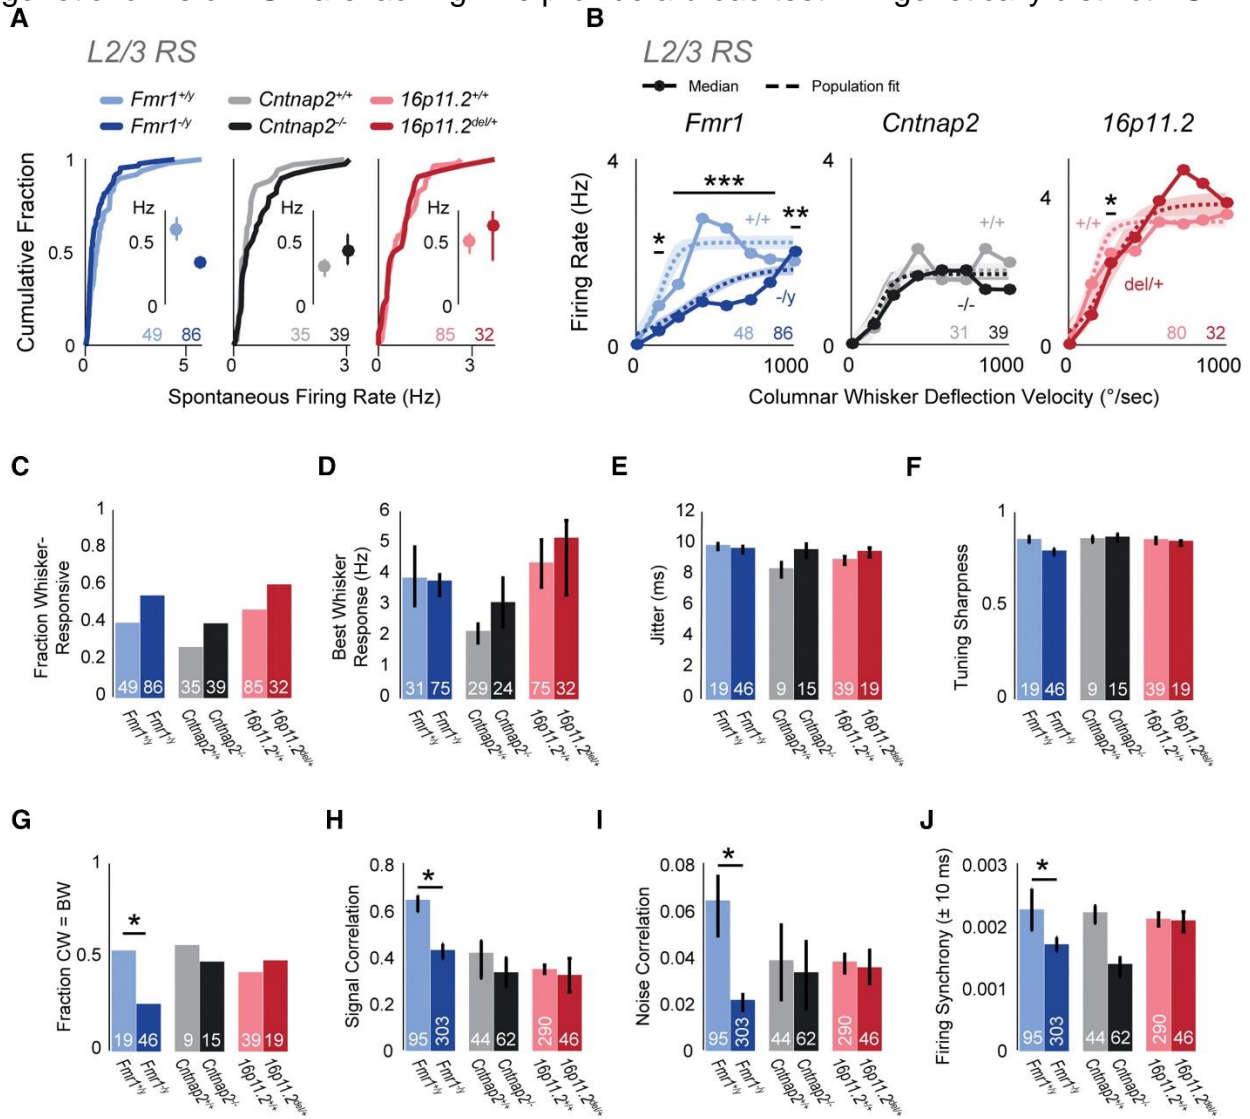 A
B
L2/3 RS
Fmr1+/y
Fmr1-/y
Cntnap2+/+
Cntnap2-/-
16p11.2+/+
16p11.2del/+
Cumulative Fraction
1
0.5
0
Hz
0.5
0
49 86
0
5
Hz
0.5
0
35 39
0
3
Hz
0.5
0
85 32
0
3
Spontaneous Firing Rate (Hz)
L2/3 RS
Median
Population fit
Fmr1
Cntnap2
16p11.2
Firing Rate (Hz)
4
2
0
***
*
**
+/+
-/y
48 86
0
1000
4
2
0
+/+
-/-
31 39
0
1000
4
2
0
*
+/+
del/+
80 32
0
1000
Columnar Whisker Deflection Velocity (°/sec)
C
Fraction Whisker-
Responsive
1
0.8
0.6
0.4
0.2
0
49 86 35 39 85 32
Fmr1+/y
Fmr1-/y
Cntnap2+/+
Cntnap2-/-
16p11.2+/+
16p11.2del/+
D
Best Whisker
Response (Hz)
6
5
4
3
2
1
0
31 75 29 24 75 32
Fmr1+/y
Fmr1-/y
Cntnap2+/+
Cntnap2-/-
16p11.2+/+
16p11.2del/+
E
Jitter (ms)
12
10
8
6
4
2
0
19 46 9 15 39 19
Fmr1+/y
Fmr1-/y
Cntnap2+/+
Cntnap2-/-
16p11.2+/+
16p11.2del/+
F
Tuning Sharpness
1
0.5
0
19 46 9 15 39 19
Fmr1+/y
Fmr1-/y
Cntnap2+/+
Cntnap2-/-
16p11.2+/+
16p11.2del/+
G
Fraction CW = BW
1
0.5
0
*
19 46 9 15 39 19
Fmr1+/y
Fmr1-/y
Cntnap2+/+
Cntnap2-/-
16p11.2+/+
16p11.2del/+
H
Signal Correlation
0.8
0.6
0.4
0.2
0
*
95 303 44 62 290 46
Fmr1+/y
Fmr1-/y
Cntnap2+/+
Cntnap2-/-
16p11.2+/+
16p11.2del/+
I
Noise Correlation
0.08
0.06
0.04
0.02
0
*
95 303 44 62 290 46
Fmr1+/y
Fmr1-/y
Cntnap2+/+
Cntnap2-/-
16p11.2+/+
16p11.2del/+
J
Firing Synchrony (± 10 ms)
0.003
0.002
0.001
0
*
95 303 44 62 290 46
Fmr1+/y
Fmr1-/y
Cntnap2+/+
Cntnap2-/-
16p11.2+/+
16p11.2del/+